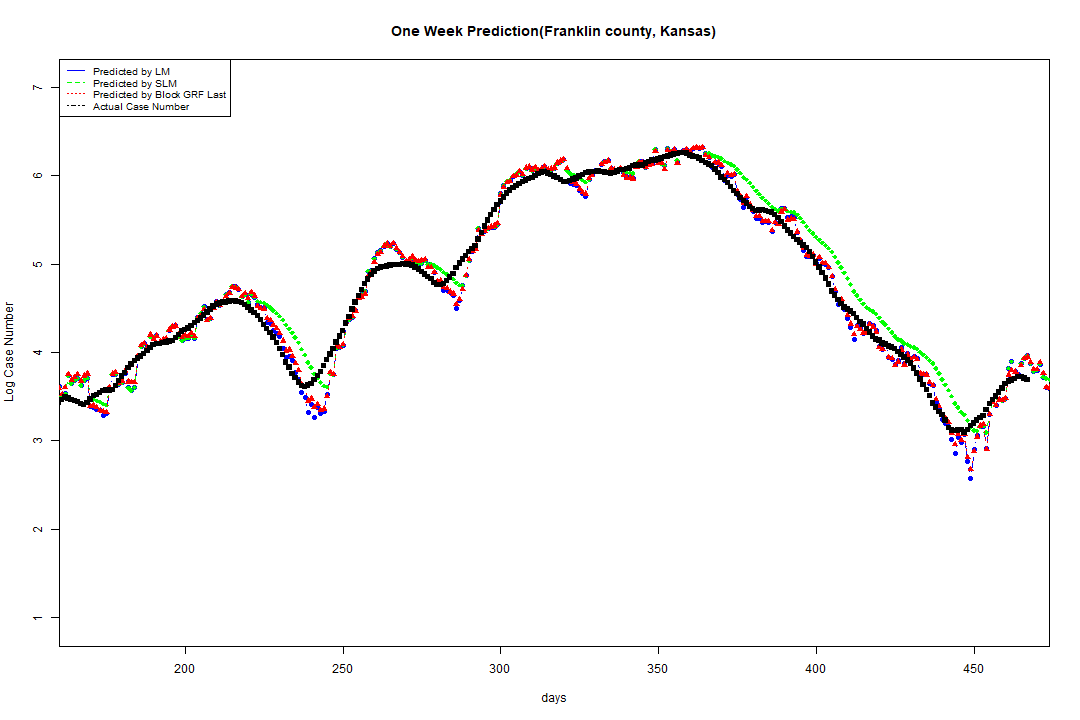 One Week Prediction(Franklin county, Kansas)
Predicted by LM
Predicted by SLM
Predicted by Block GRF Last
Actual Case Number
7
6
5
4
3
2
1
Log Case Number
200 250 300 350 400 450
days